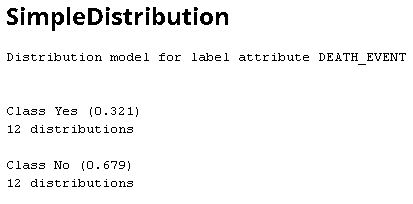 SimpleDistribution
Distribution model for label attribute DEATH_EVENT
Class Yes (0.321)
12 distributions
Class No (0.679)
12 distributions